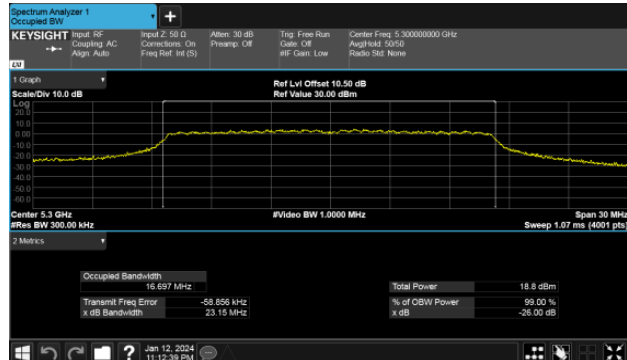 Spectrum Analyzer 1
Occupied BW
+
KEYSIGHT Input: RF Input Z: 50 Ω Atten: 30 dB Trig: Free Run Center Freq: 5.300000000 GHz
Coupling: AC Corrections: On Preamp: Off Gate: Off Avg|Hold: 50/50
Align: Auto Freq Ref: Int (S) #IF Gain: Low Radio Std: None
LXI
1 Graph
Ref Lvl Offset 10.50 dB
Scale/Div 10.0 dB Ref Value 30.00 dBm
Log
20.0
10.0
0.00
-10.0
-20.0
-30.0
-40.0
-50.0
-60.0
Center 5.3 GHz #Video BW 1.0000 MHz Span 30 MHz
#Res BW 300.00 kHz Sweep 1.07 ms (4001 pts)
2 Metrics
Occupied Bandwidth
16.697 MHz Total Power 18.8 dBm
Transmit Freq Error -58.856 kHz % of OBW Power 99.00 %
x dB Bandwidth 23.15 MHz x dB -26.00 dB
? Jan 12, 2024
11:12:39 PM